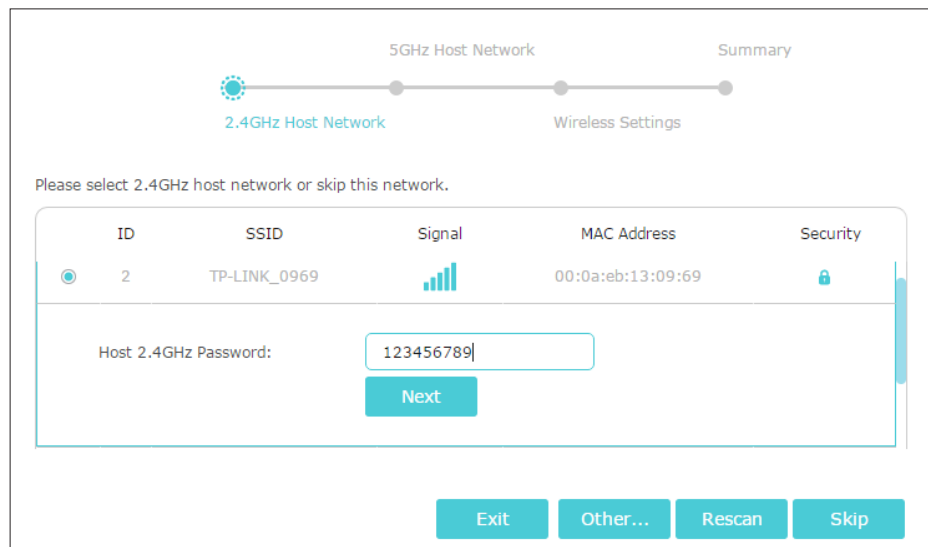 5GHz Host Network Summary
2.4GHz Host Network Wireless Settings
Please select 2.4GHz host network or skip this network.
ID SSID Signal MAC Address Security
2 TP-LINK_0969 00:0a:eb:13:09:69
Host 2.4GHz Password: 123456789
Next
Exit Other... Rescan Skip